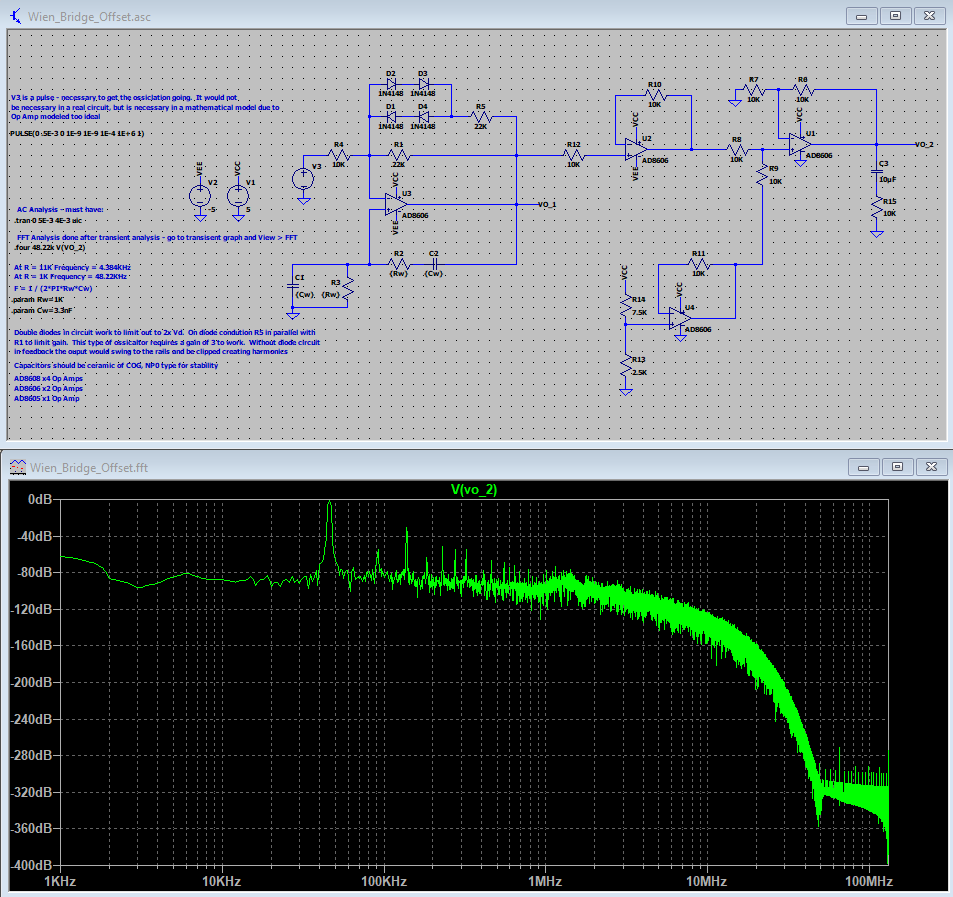 Wien_Bridge_Offset.asc
V3 is a pulse - necessary to get the ossiciation going. It would not
be necessary in a real circuit, but is necessary in a mathematical model due to
Op Amp modeled too ideal
PULSE(0 .5E-3 0 1E-9 1E-9 1E-4 1E+6 1)
VEE
V2
-5
VCC
V1
5
AC Analysis - must have:
.tran 0 5E-3 4E-3 uic
FFT Analysis done after transient analysis - go to transisent graph and View > FFT
.four 48.22k V(VO_2)
At R = 11K Frequency = 4.384KHz
At R = 1K Frequency = 48.22KHz
F = 1 / (2*PI*Rw*Cw)
.param Rw=1K
.param Cw=3.3nF
Double diodes in circuit work to limit out to 2x Vd. On diode condution R5 in parallel with
R1 to limit gain. This type of ossicaltor requires a gain of 3 to work. Without diode circuit
in feedback the ouput would swing to the rails and be clipped creating harmonics
Capacitors should be ceramic of COG, NP0 type for stability
AD8608 x4 Op Amps
AD8606 x2 Op Amps
AD8605 x1 Op Amp
D2
D3
1N4148
1N4148
D1
D4
R5
1N4148
1N4148
22K
R4
R1
10K
22K
V3
VCC
U3
AD8606
VEE
VO_1
R2
C2
{Rw}
{Cw}
C1
{Cw}
R3
{Rw}
R12
10K
R10
10K
VCC
U2
AD8606
VEE
R7
R6
10K
10K
VCC
U1
AD8606
R8
10K
R9
10K
VO_2
C3
10µF
R15
10K
R11
10K
VCC
R14
7.5K
VCC
U4
AD8606
R13
2.5K
Wien_Bridge_Offset.fft
V(vo_2)
0dB
-40dB
-80dB
-120dB
-160dB
-200dB
-240dB
-280dB
-320dB
-360dB
-400dB
1KHz
10KHz
100KHz
1MHz
10MHz
100MHz